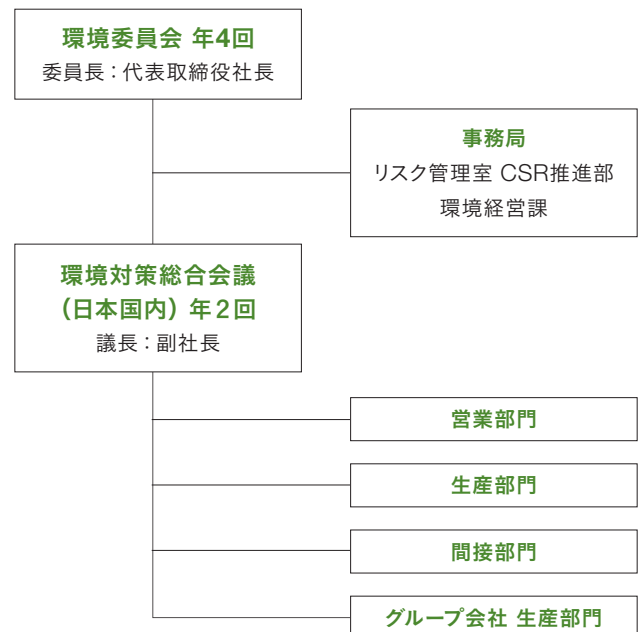 環境委員会 年4回
委員長：代表取締役社長
事務局
リスク管理室 CSR推進部
環境経営課
環境対策総合会議
（日本国内）年２回
議長：副社長
営業部門
生産部門
間接部門
グループ会社 生産部門